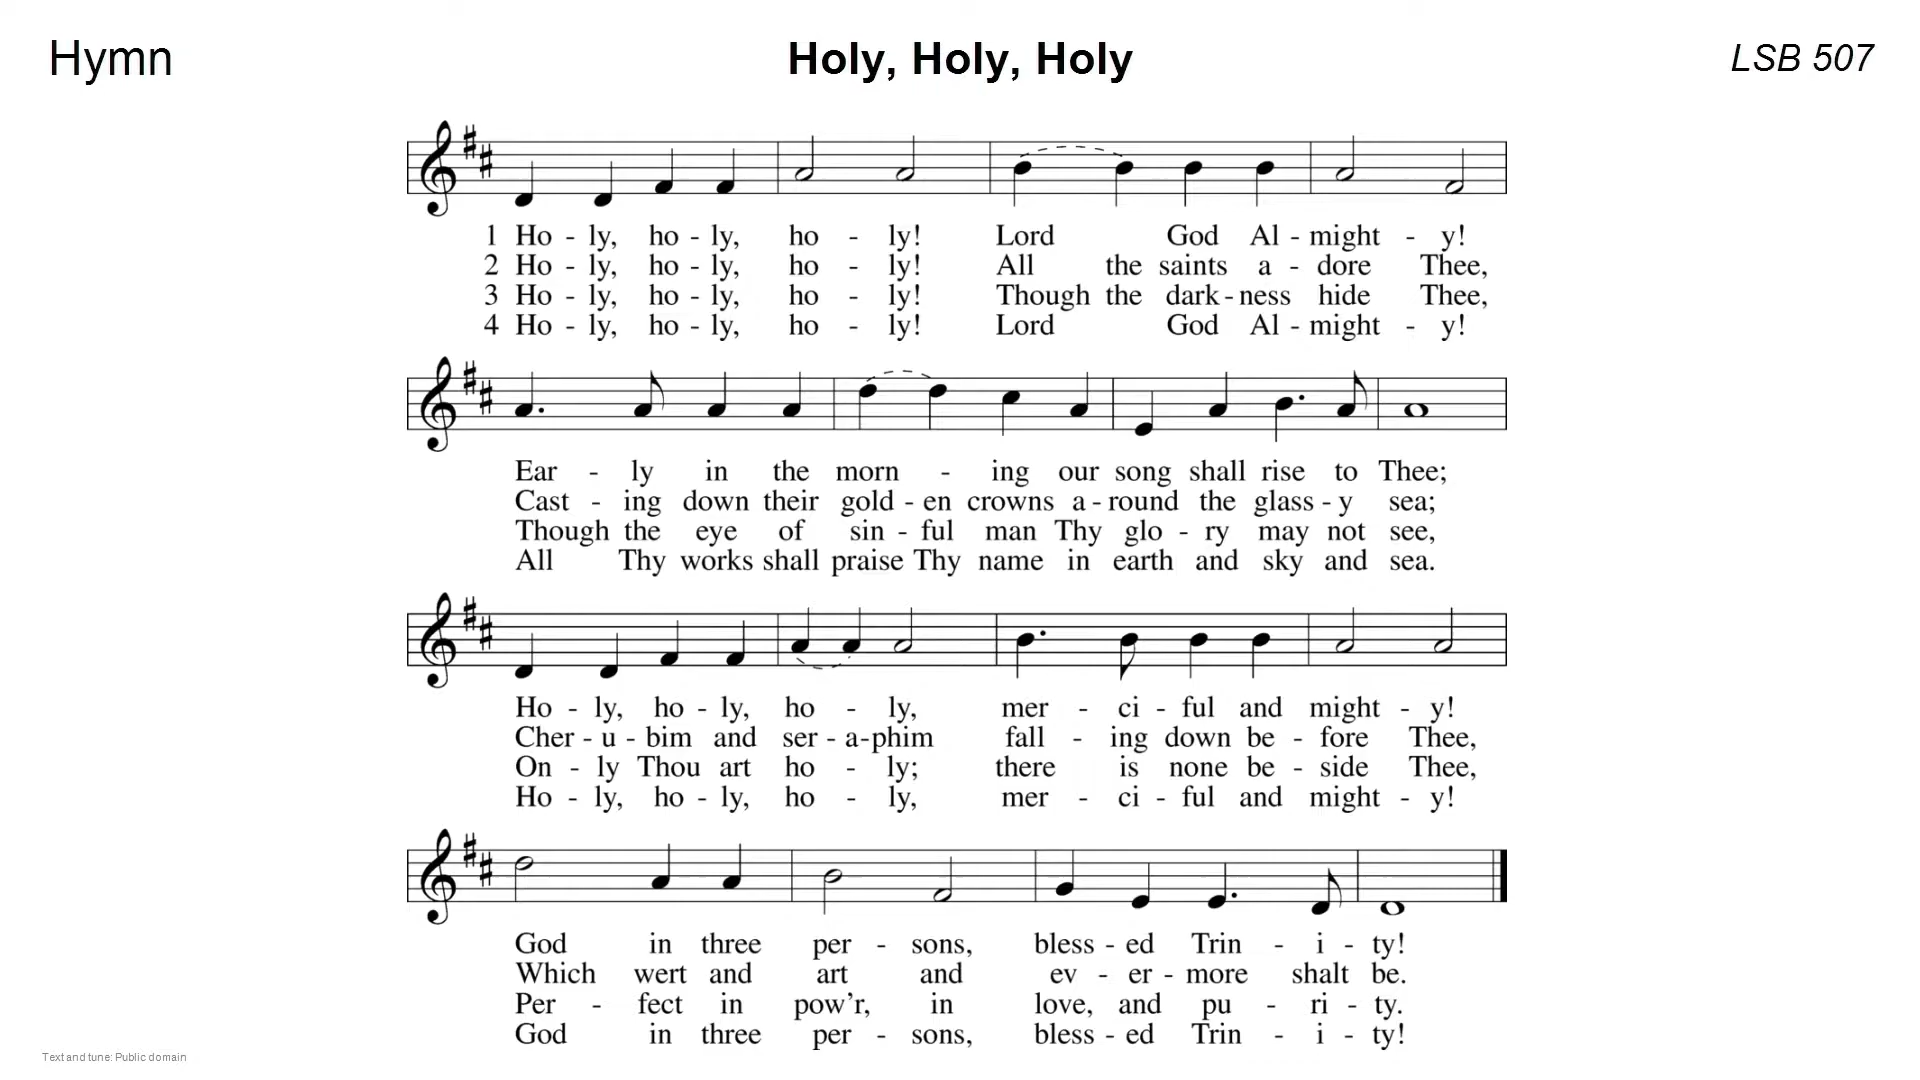 Hymn
Holy, Holy, Holy
LSB 507
1 Ho - ly, ho - ly, ho - ly! Lord God Al - might - y!
2 Ho - ly, ho - ly, ho - ly! All the saints a - dore Thee,
3 Ho - ly, ho - ly, ho - ly! Though the dark - ness hide Thee,
4 Ho - ly, ho - ly, ho - ly! Lord God Al - might - y!
Ear - ly in the morn - ing our song shall rise to Thee;
Cast - ing down their gold - en crowns a - round the glass - y sea;
Though the eye of sin - ful man Thy glo - ry may not see,
All Thy works shall praise Thy name in earth and sky and sea.
Ho - ly, ho - ly, ho - ly, mer - ci - ful and might - y!
Cher - u - bim and ser - a - phim fall - ing down be - fore Thee,
On - ly Thou art ho - ly; there is none be - side Thee,
Ho - ly, ho - ly, ho - ly, mer - ci - ful and might - y!
God in three per - sons, bless - ed Trin - i - ty!
Which wert and art and ev - er - more shalt be.
Per - fect in pow'r, in love, and pu - ri - ty.
God in three per - sons, bless - ed Trin - i - ty!
Text and tune: Public domain